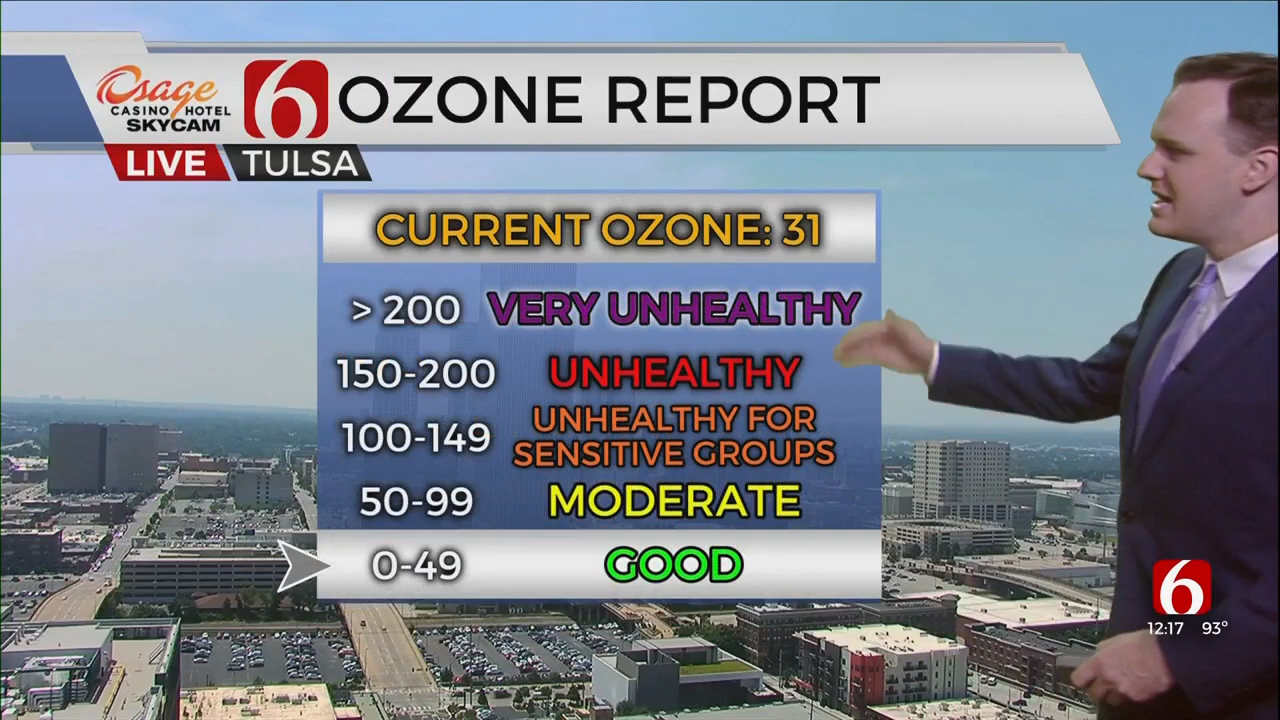 Osage
CASINO HOTEL
SKYCAM
6 OZONE REPORT
LIVE TULSA
CURRENT OZONE: 31
> 200 VERY UNHEALTHY
150-200 UNHEALTHY
100-149 UNHEALTHY FOR
SENSITIVE GROUPS
50-99 MODERATE
0-49 GOOD
6
12:17 93°